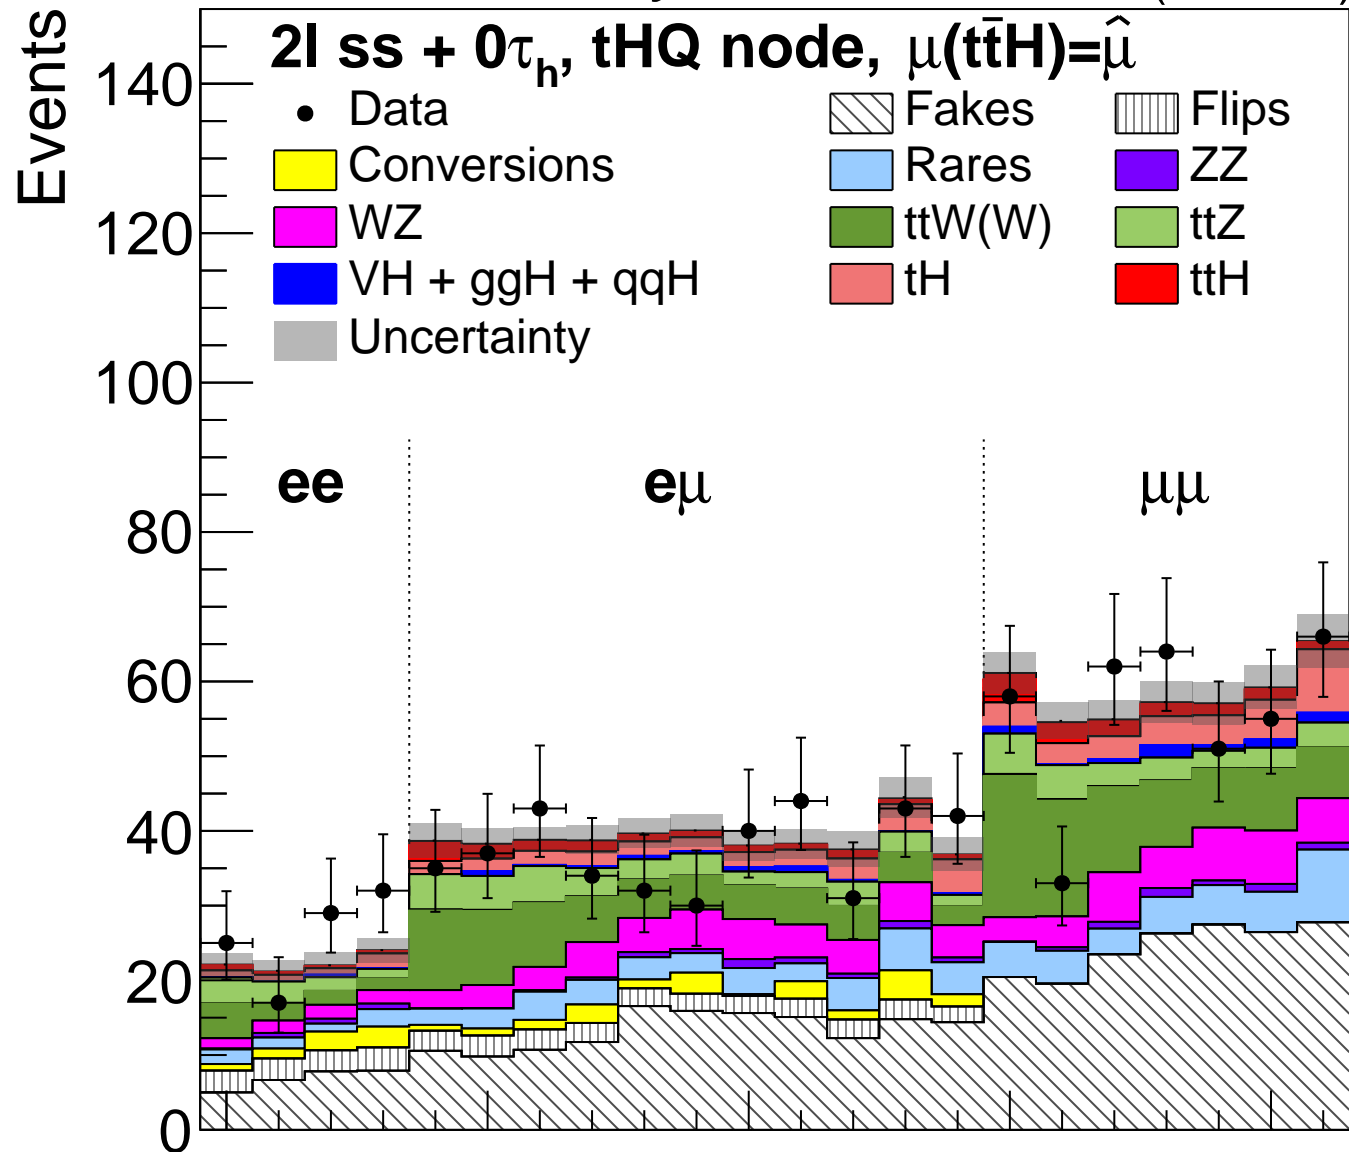 Events
2l ss + 0τh, tHQ node, μ(tt̄H)=μ̂
Data
Fakes
Flips
Conversions
Rares
ZZ
WZ
ttW(W)
ttZ
VH + ggH + qqH
tH
ttH
Uncertainty
ee
eμ
μμ
140
120
100
80
60
40
20
0